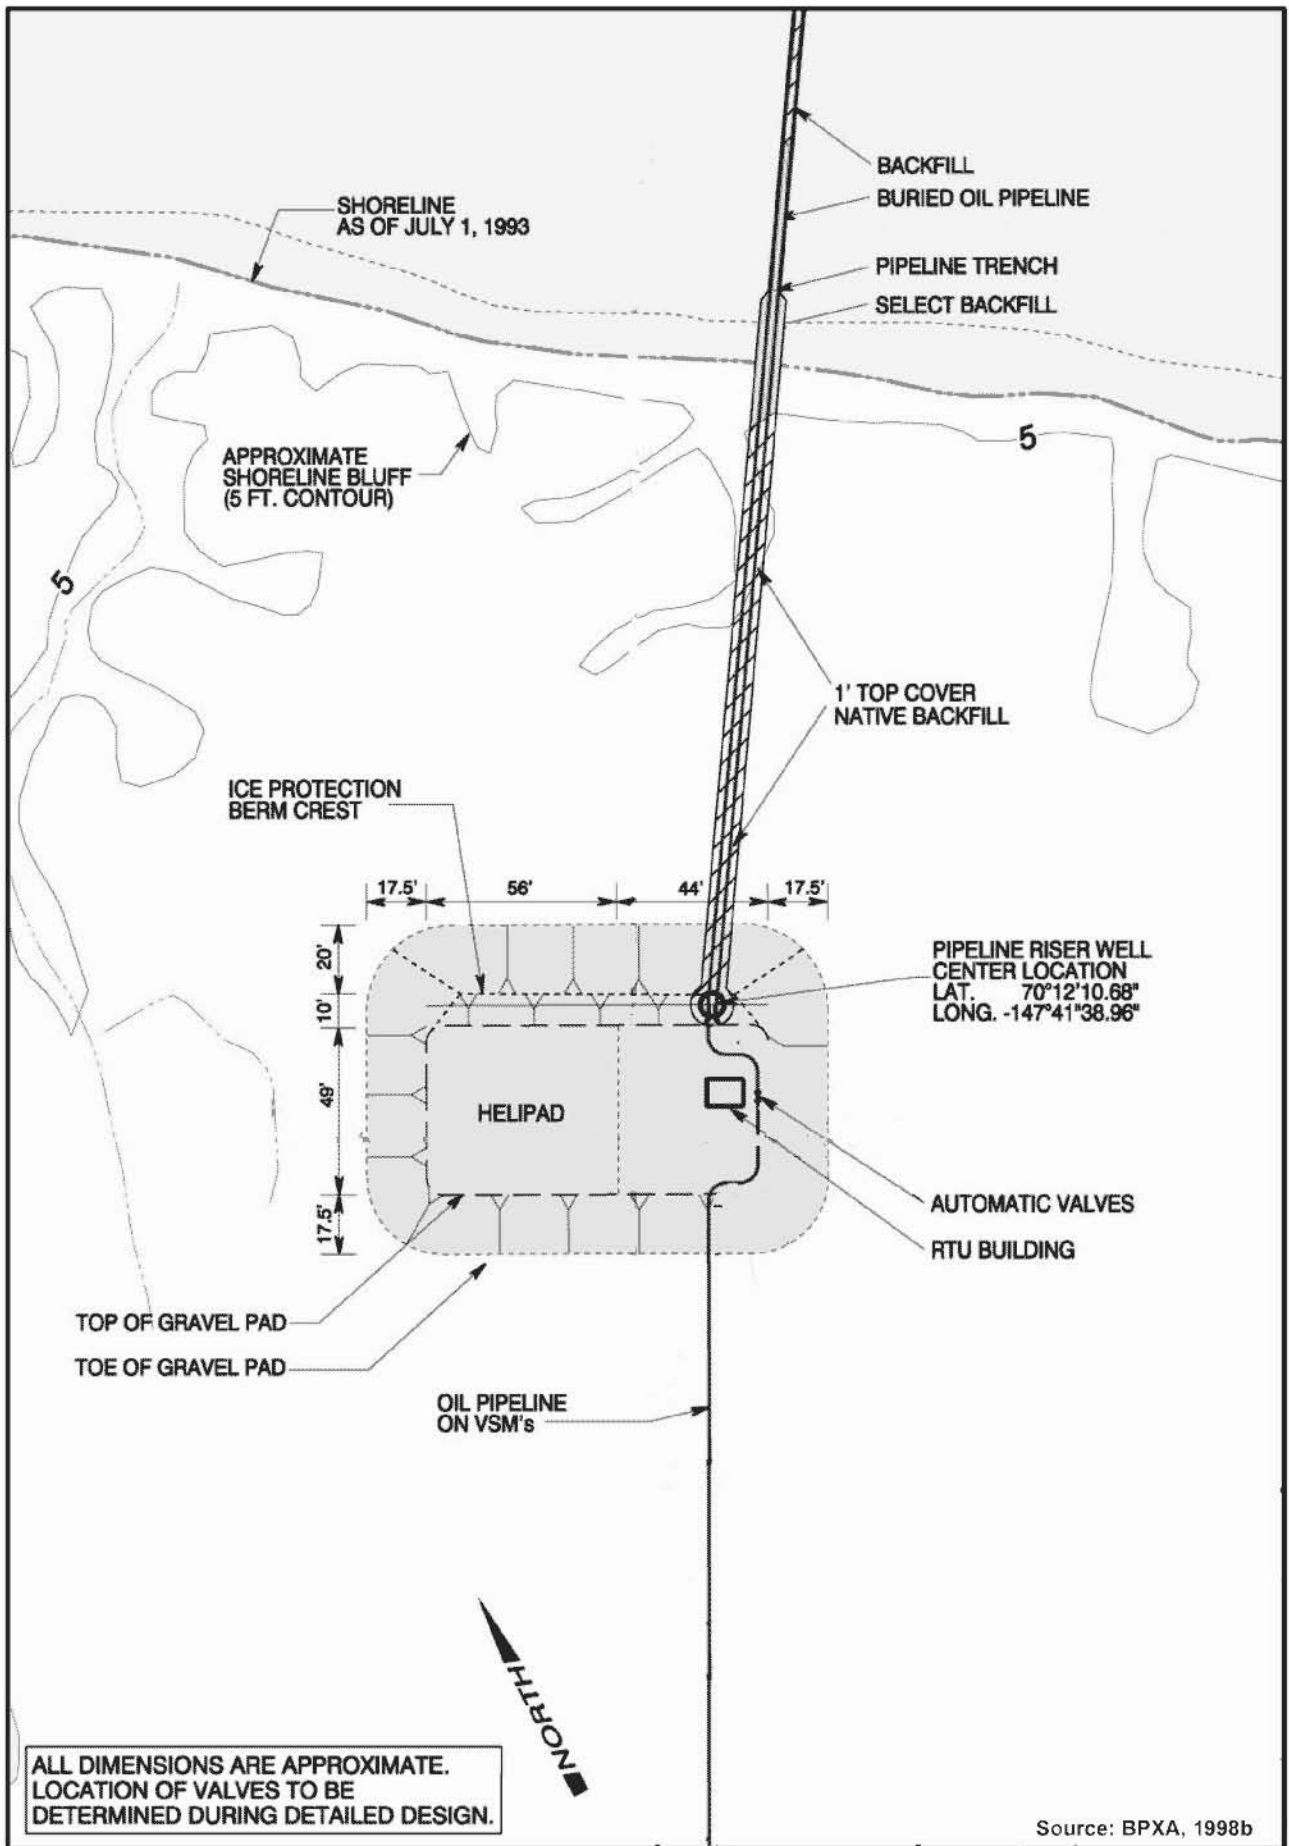 BACKFILL
BURIED OIL PIPELINE
SHORELINE
AS OF JULY 1, 1993
PIPELINE TRENCH
SELECT BACKFILL
5
APPROXIMATE
SHORELINE BLUFF
(5 FT. CONTOUR)
5
1' TOP COVER
NATIVE BACKFILL
ICE PROTECTION
BERM CREST
17.5'
56'
44'
17.5'
20'
10'
49'
17.5'
PIPELINE RISER WELL
CENTER LOCATION
LAT. 70°12'10.68"
LONG. -147°41"38.96"
HELIPAD
AUTOMATIC VALVES
RTU BUILDING
TOP OF GRAVEL PAD
TOE OF GRAVEL PAD
OIL PIPELINE
ON VSM's
NORTH
ALL DIMENSIONS ARE APPROXIMATE.
LOCATION OF VALVES TO BE
DETERMINED DURING DETAILED DESIGN.
Source: BPXA, 1998b